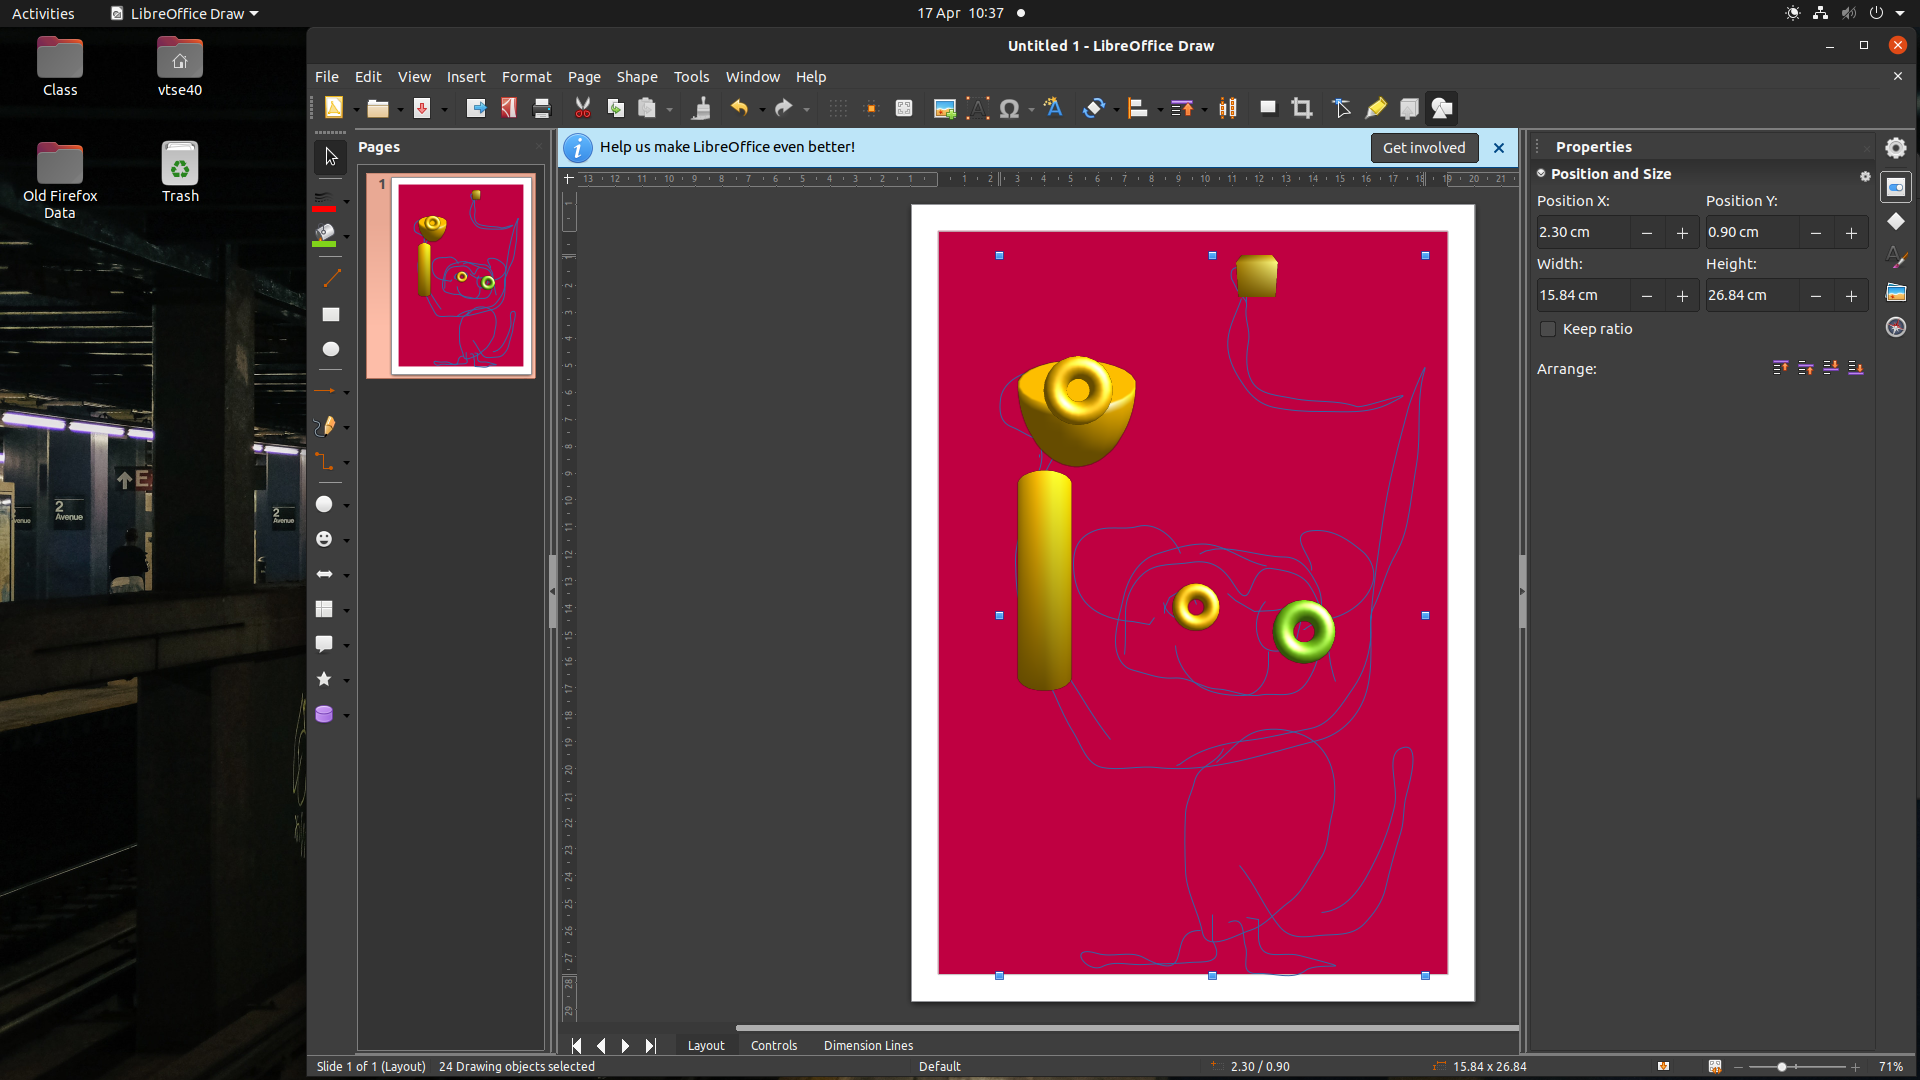 Activities
LibreOffice Draw
17 Apr 10:37
Untitled 1 - LibreOffice Draw
Class
vtse40
Old Firefox Data
Trash
File Edit View Insert Format Page Shape Tools Window Help
Pages
1
Help us make LibreOffice even better!
Get involved
Properties
Position and Size
Position X:
Position Y:
2.30 cm
0.90 cm
Width:
Height:
15.84 cm
26.84 cm
Keep ratio
Arrange:
2 Avenue
2 Avenue
Layout
Controls
Dimension Lines
Slide 1 of 1 (Layout)
24 Drawing objects selected
Default
2.30 / 0.90
15.84 x 26.84
71%